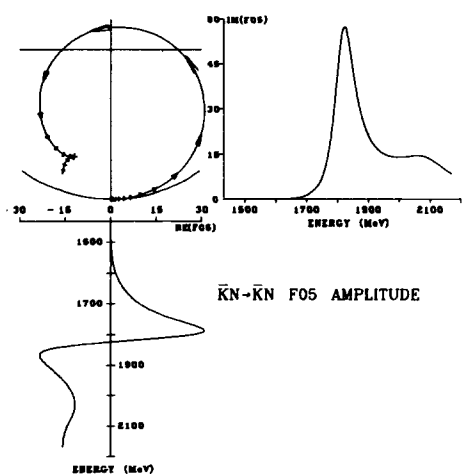 60 IM(F05)
45
30
15
0
1500 1700 1900 2100
ENERGY (MeV)
-30 -15 0 15 30
RE(F05)
1500
1700
1900
2100
ENERGY (MeV)
K̄N→K̄N F05 AMPLITUDE